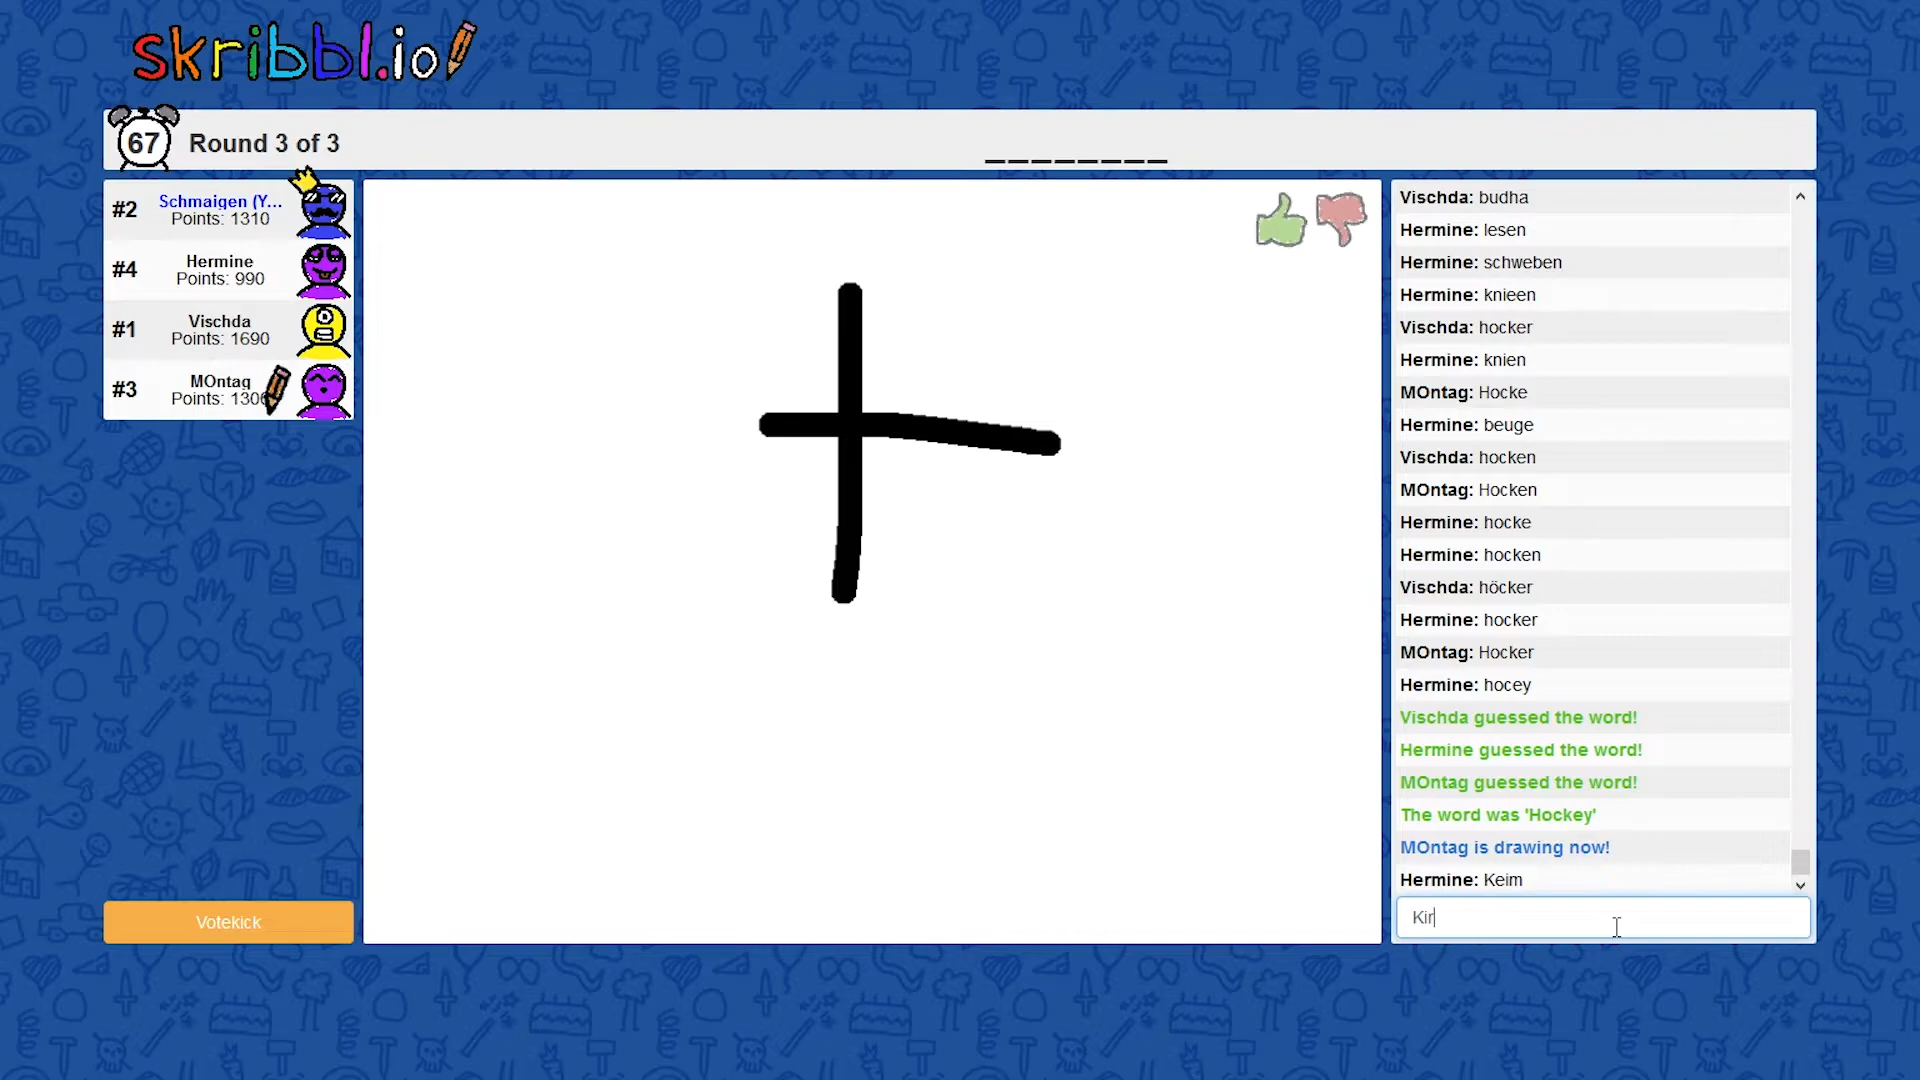 skribbl.io
67
Round 3 of 3
________
#2
Schmaigen (Y...
Points: 1310
#4
Hermine
Points: 990
#1
Vischda
Points: 1690
#3
MOntag
Points: 1306
Votekick
Vischda: budha
Hermine: lesen
Hermine: schweben
Hermine: knieen
Vischda: hocker
Hermine: knien
MOntag: Hocke
Hermine: beuge
Vischda: hocken
MOntag: Hocken
Hermine: hocke
Hermine: hocken
Vischda: höcker
Hermine: hocker
MOntag: Hocker
Hermine: hocey
Vischda guessed the word!
Hermine guessed the word!
MOntag guessed the word!
The word was 'Hockey'
MOntag is drawing now!
Hermine: Keim
Kir